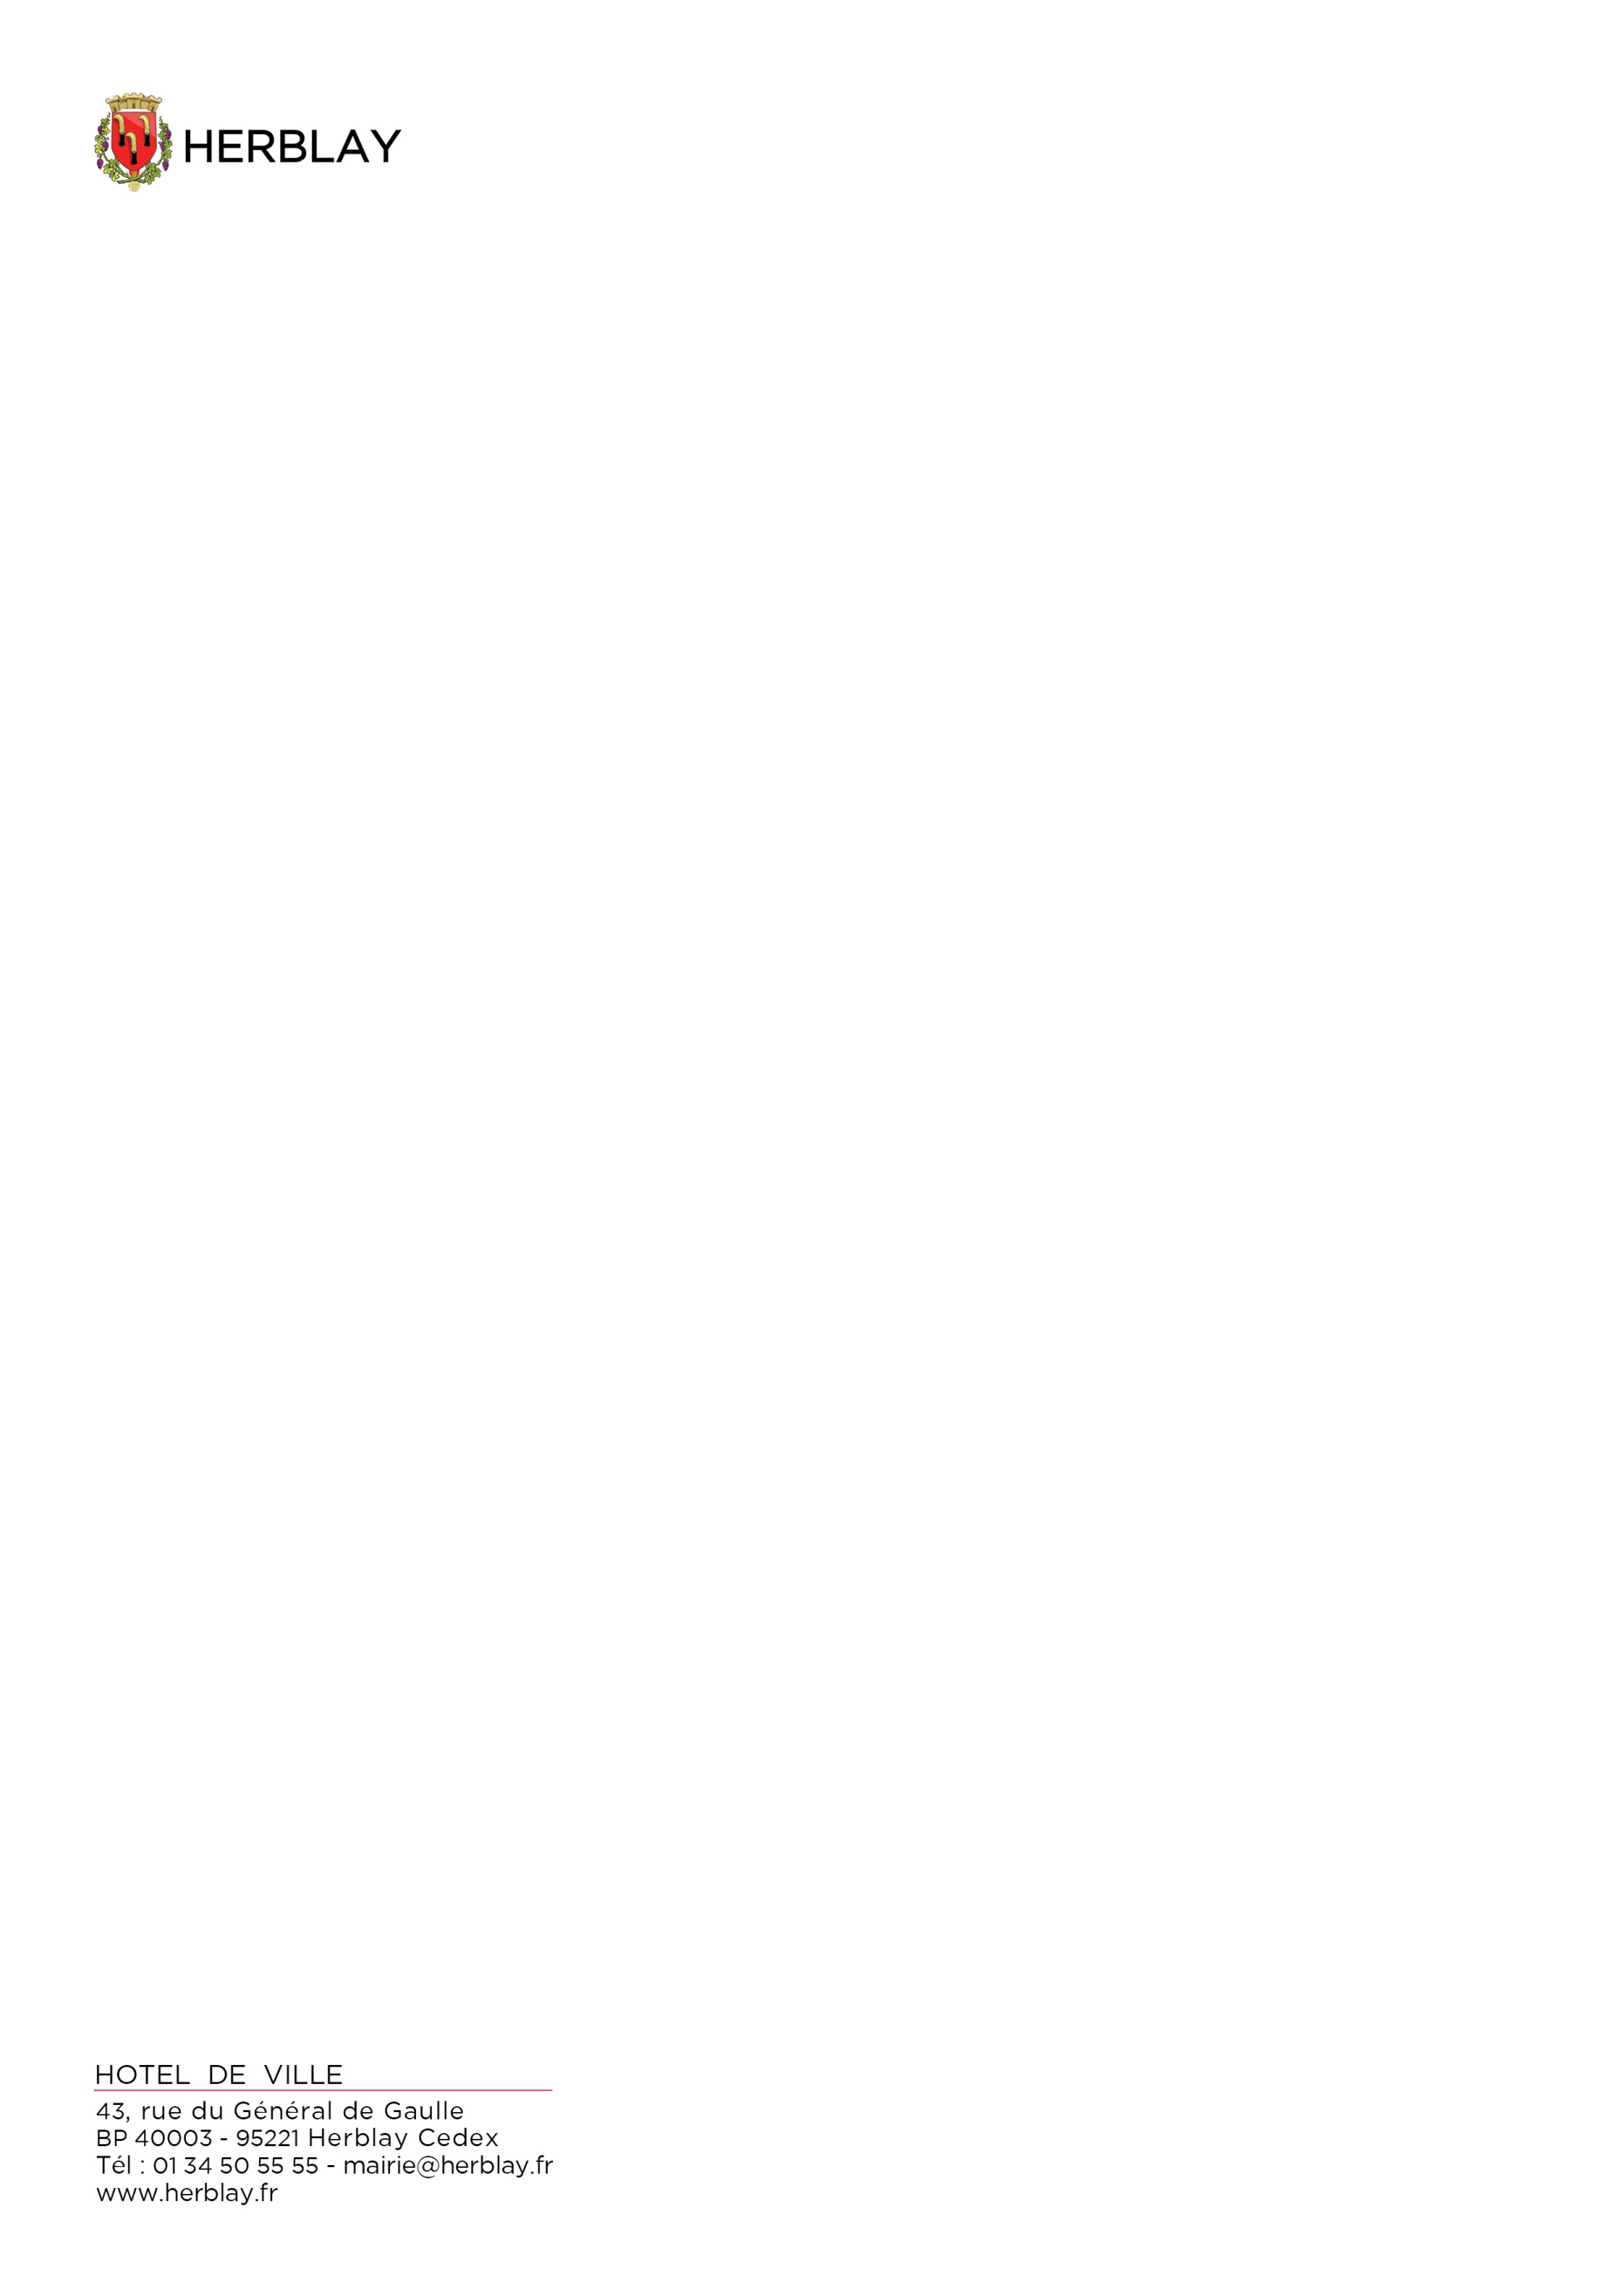 HERBLAY
HOTEL DE VILLE
43, rue du Général de Gaulle
BP 40003 - 95221 Herblay Cedex
Tél : 01 34 50 55 55 - mairie@herblay.fr
www.herblay.fr